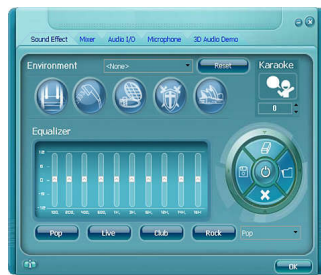 Sound Effect Mixer Audio I/O Microphone 3D Audio Demo
Environment <None> Reset Karaoke
0
Equalizer
Pop Live Club Rock Pop
OK